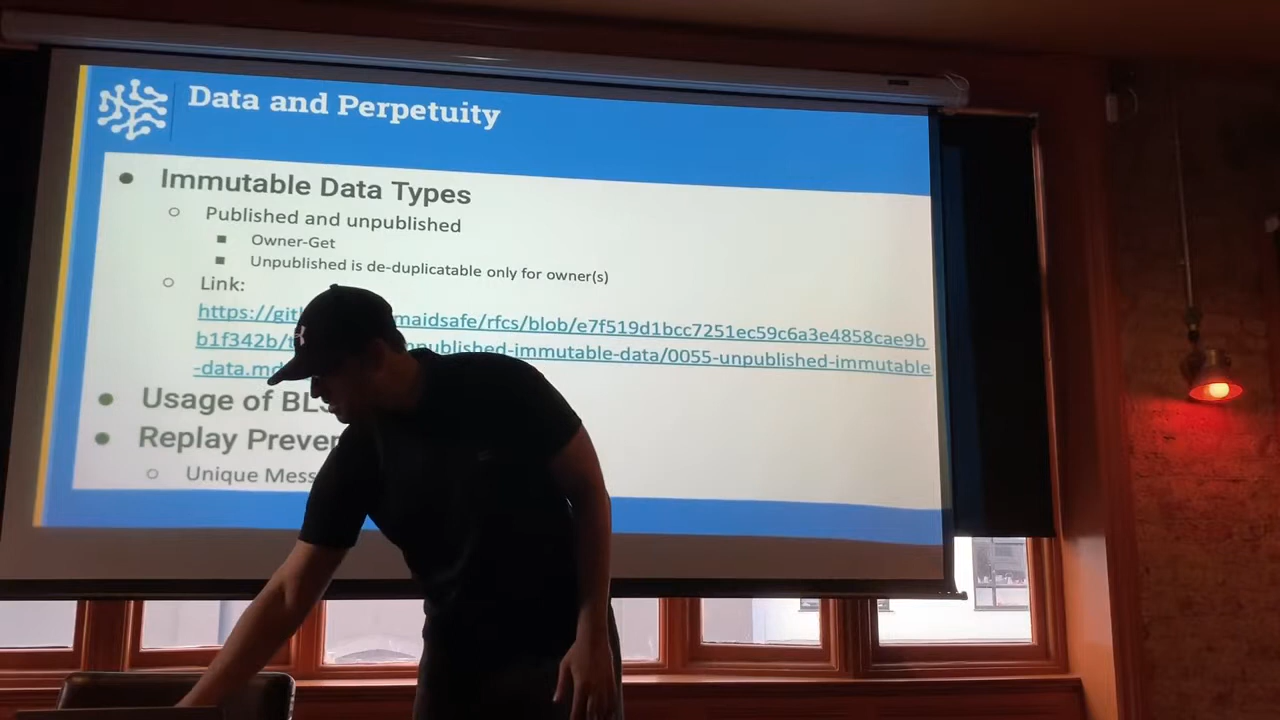 Data and Perpetuity
Immutable Data Types
Published and unpublished
Owner-Get
Unpublished is de-duplicatable only for owner(s)
Link:
https://git maidsafe/rfcs/blob/e7f519d1bcc7251ec59c6a3e4858cae9b
b1f342b/ published-immutable-data/0055-unpublished-immutable
-data.md
Usage of BLS
Replay Preven
Unique Mess